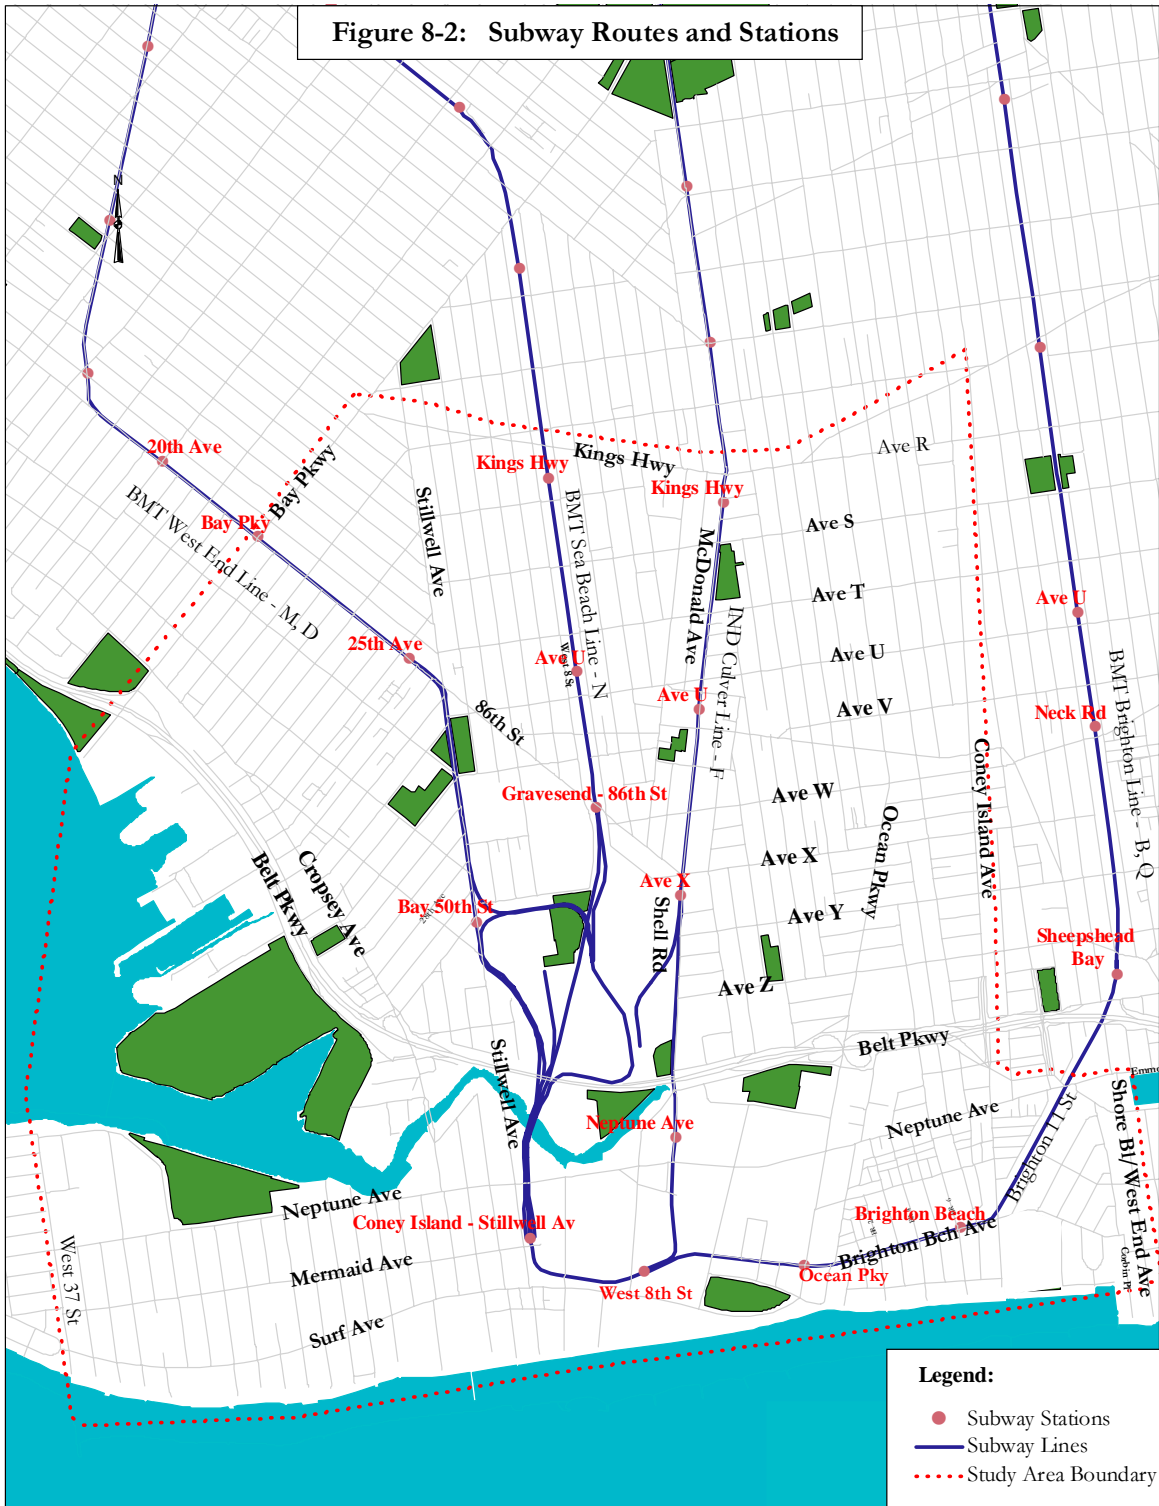 Figure 8-2: Subway Routes and Stations
N
20th Ave
Bay Pkwy
Bay Pky
BMT West End Line - M, D
Stillwell Ave
Kings Hwy
Kings Hwy
Kings Hwy
Ave R
BMT Sea Beach Line - N
Ave S
McDonald Ave
Ave T
IND Culver Line - F
Ave U
25th Ave
Ave U
West 8 St
Ave U
Ave U
BMT Brighton Line - B, Q
86th St
Ave V
Neck Rd
Coney Island Ave
Gravesend - 86th St
Ave W
Ocean Pkwy
Ave X
Belt Pkwy
Cropsey Ave
Ave X
Bay 50th St
Shell Rd
Ave Y
Sheepshead
Bay
Ave Z
Belt Pkwy
Stillwell Ave
Neptune Ave
Neptune Ave
Shore Bl/West End Ave
Brighton 11 St
Neptune Ave
Coney Island - Stillwell Av
Brighton Beach
Brighton Bch Ave
West 37 St
Mermaid Ave
Ocean Pky
West 8th St
Surf Ave
Legend:
Subway Stations
Subway Lines
Study Area Boundary